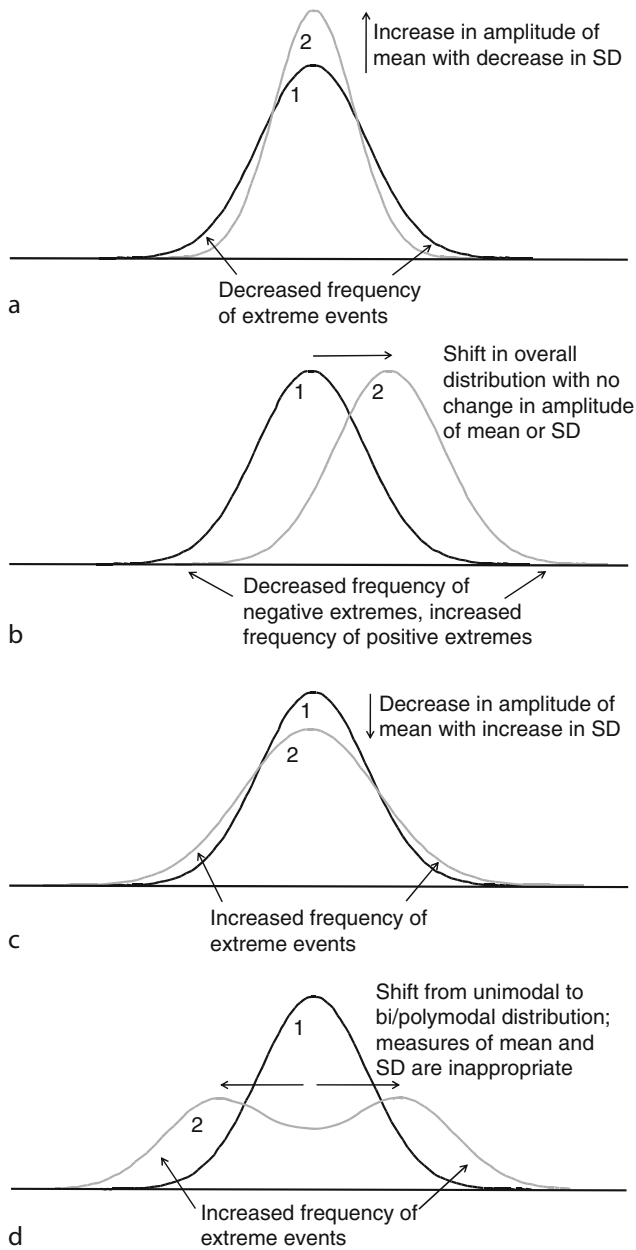 2
Increase in amplitude of
mean with decrease in SD
1
Decreased frequency
of extreme events
a
Shift in overall
distribution with no
change in amplitude
of mean or SD
1
2
Decreased frequency of
negative extremes, increased
frequency of positive extremes
b
1
Decrease in amplitude of
mean with increase in SD
2
Increased frequency of
extreme events
c
Shift from unimodal to
bi/polymodal distribution;
measures of mean and
SD are inappropriate
1
2
Increased frequency of
extreme events
d